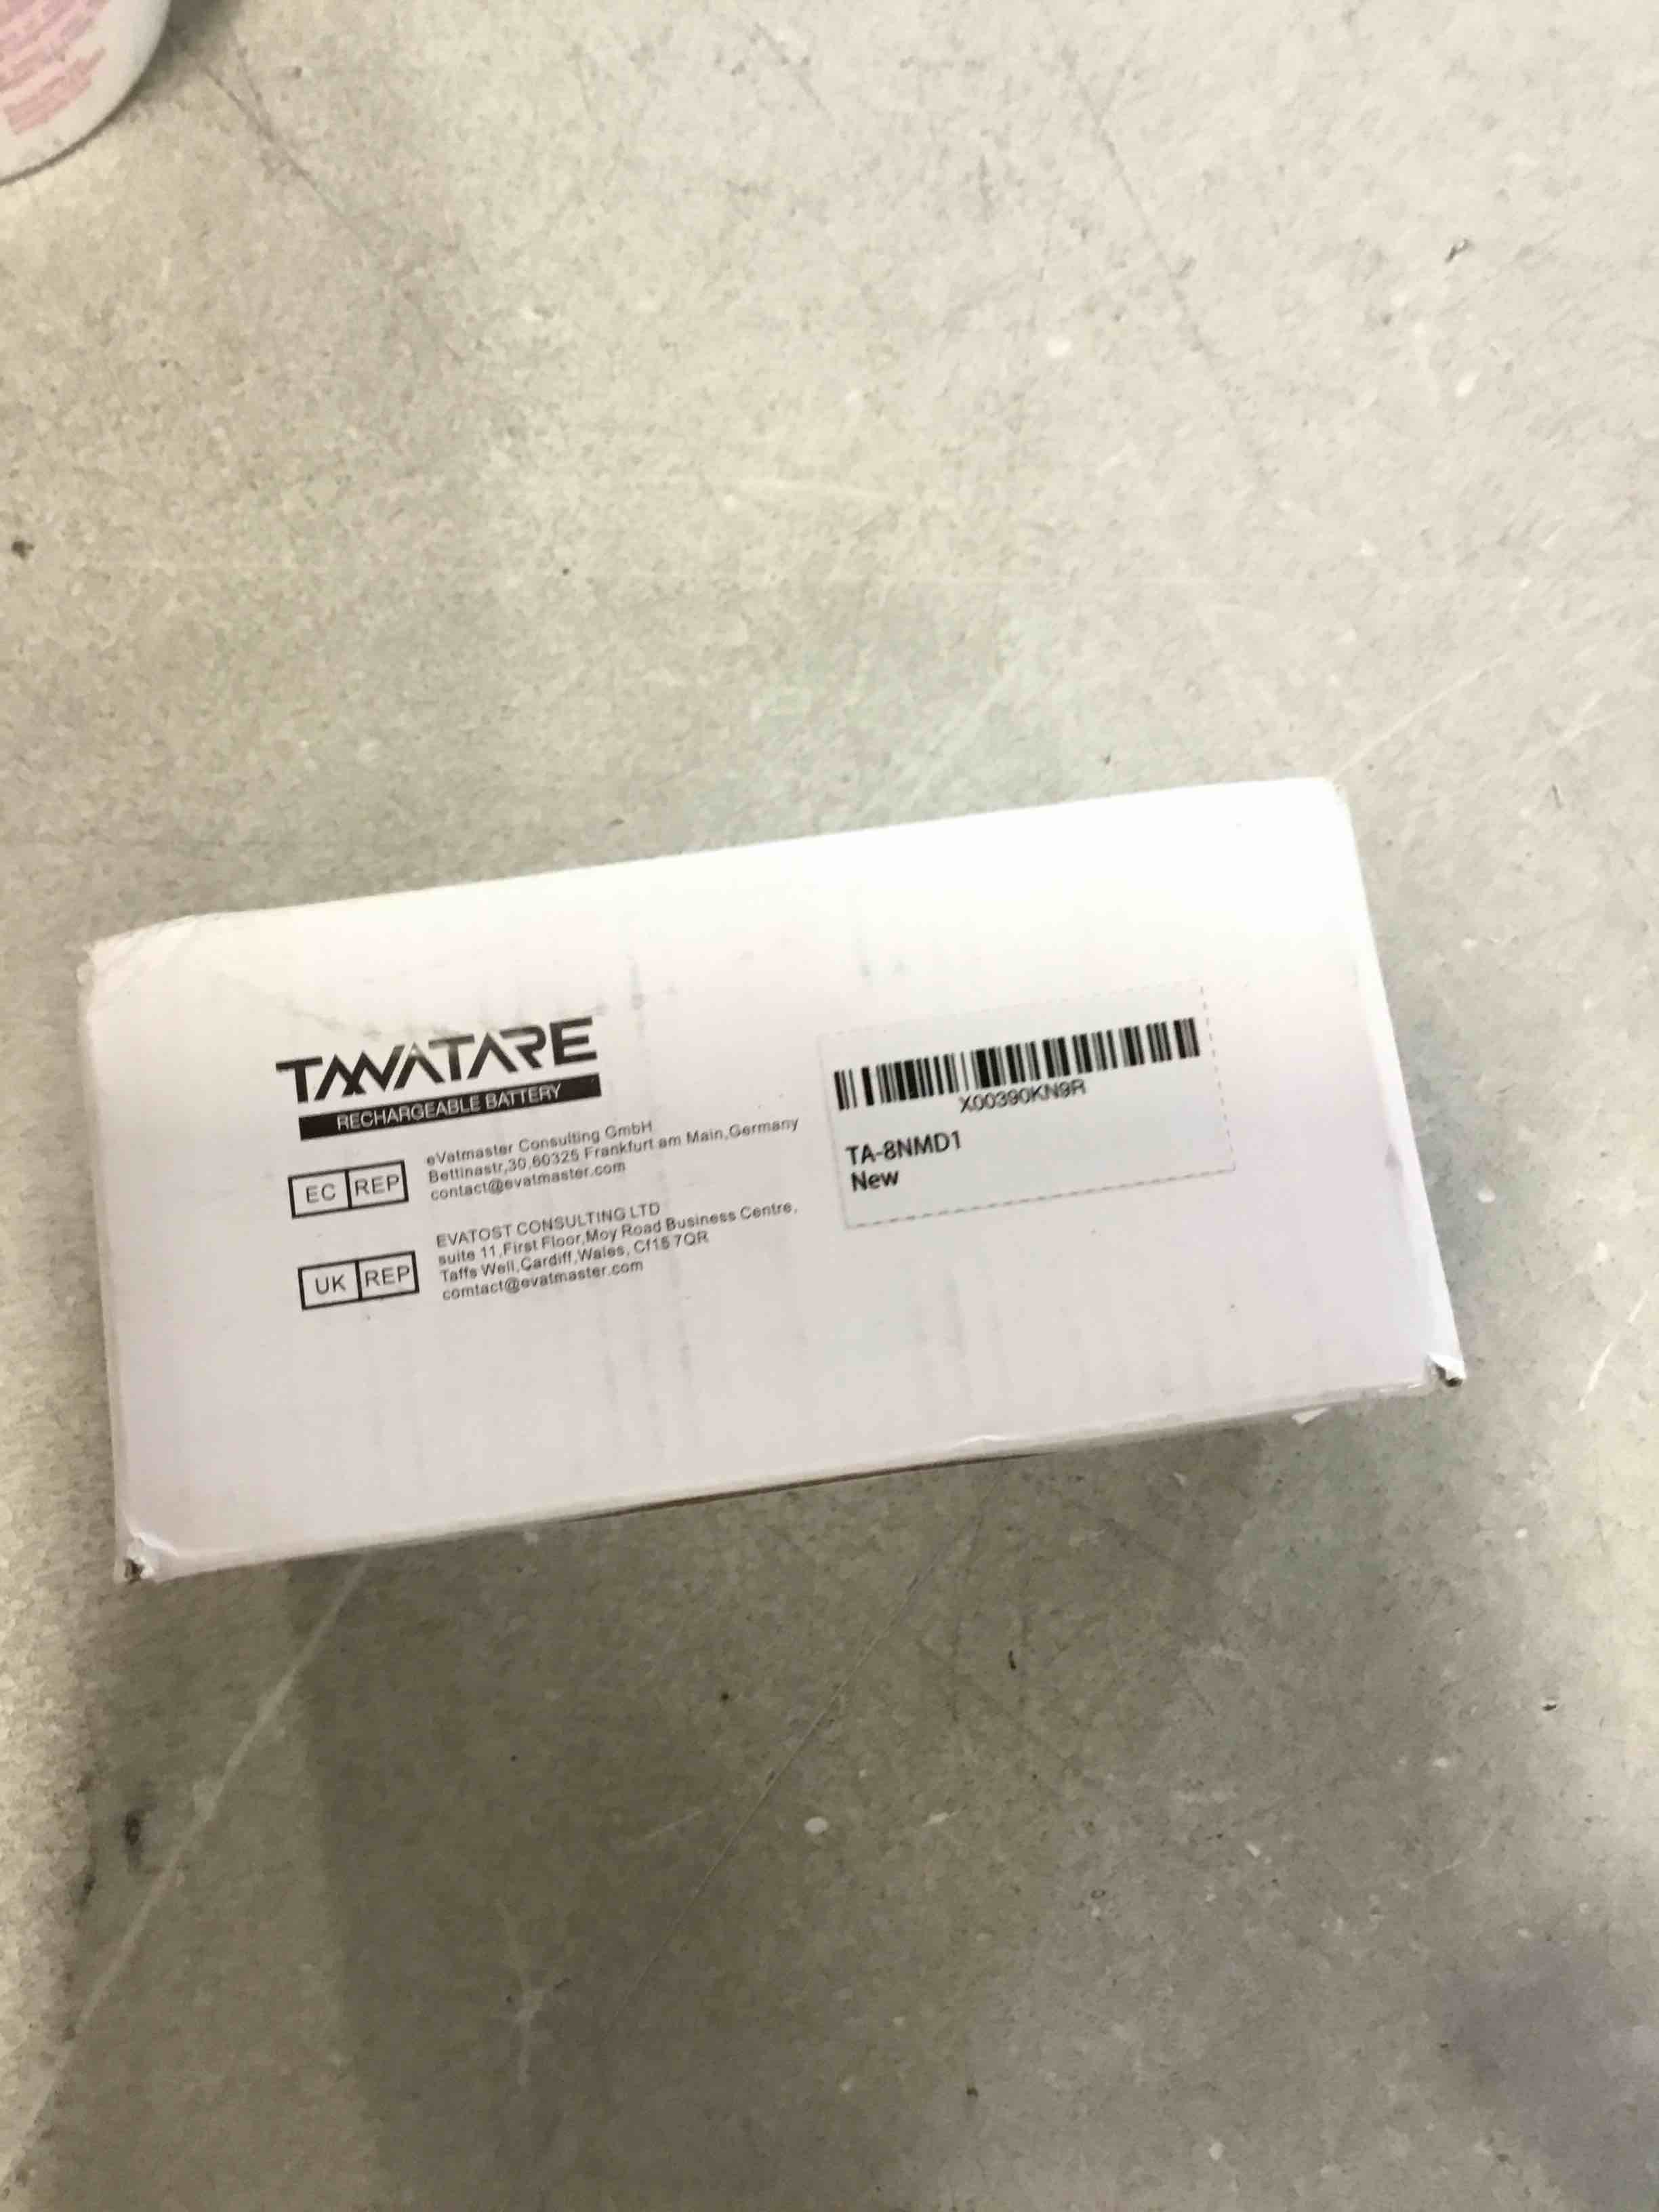 TAWATARE
RECHARGEABLE BATTERY
EC REP
eVatmaster Consulting GmbH
Bettinastr,30,60325 Frankfurt am Main,Germany
contact@evatmaster.com
UK REP
EVATOST CONSULTING LTD
suite 11,First Floor,Moy Road Business Centre,
Taffs Well,Cardiff,Wales, Cf15 7QR
comtact@evatmaster.com
X00390KN9R
TA-8NMD1
New